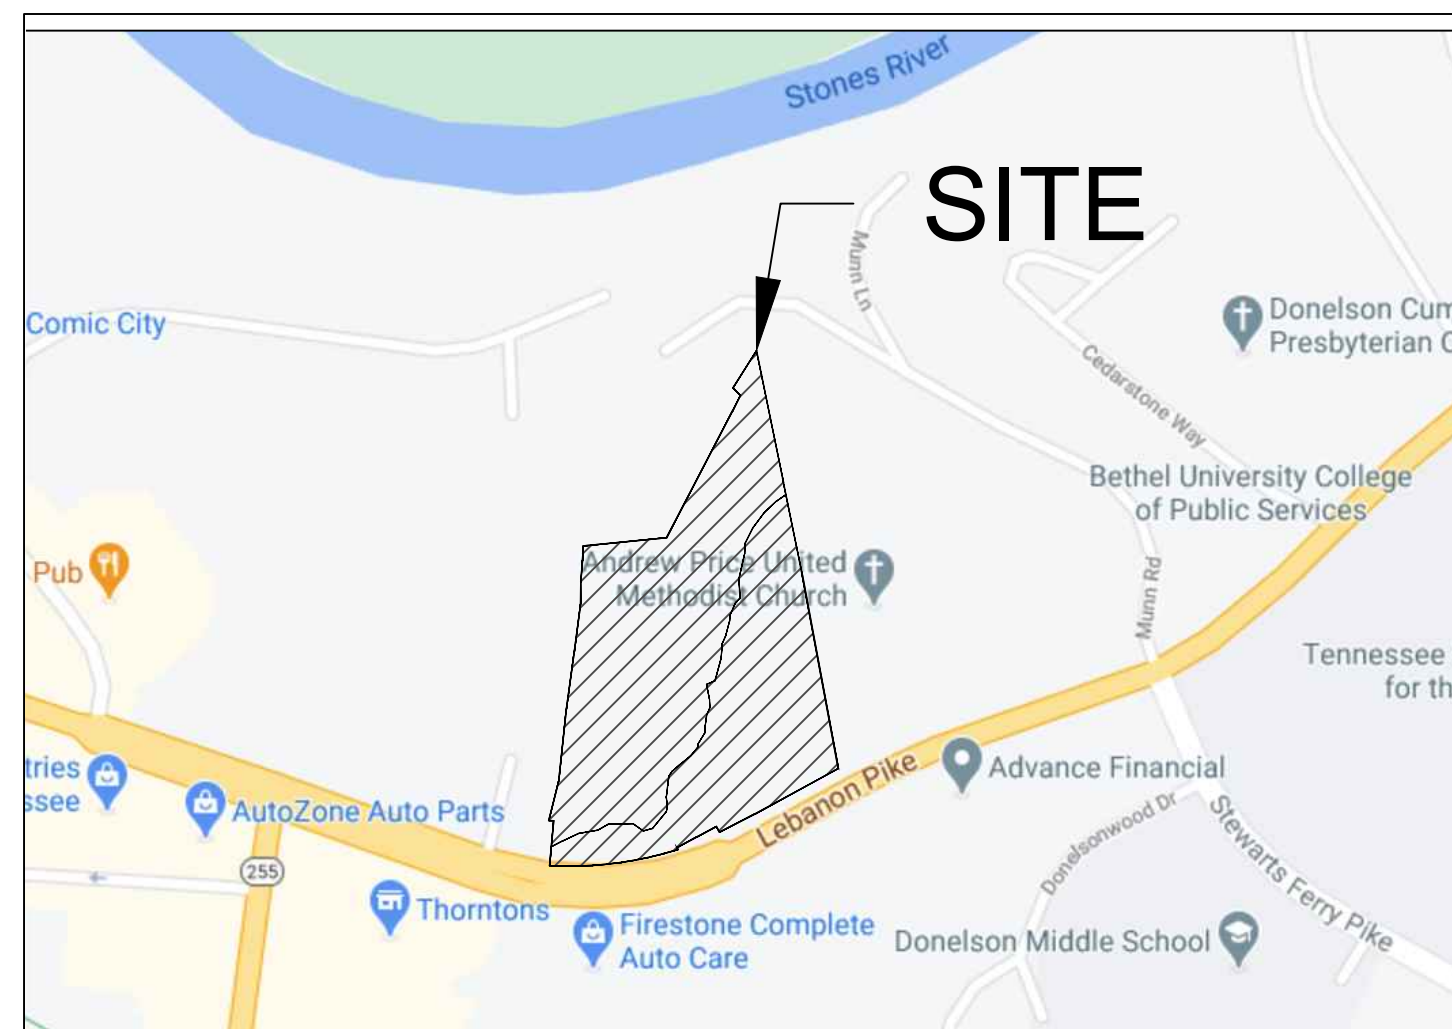 Stones River
SITE
Munn Ln
Comic City
Donelson Cum
Presbyterian C
Cedarstone Way
Bethel University College
of Public Services
Pub
Andrew Price United
Methodist Church
Munn Rd
Tennessee
for th
tries
ssee
AutoZone Auto Parts
Lebanon Pike
Advance Financial
Donelsonwood Dr
Stewarts Ferry Pike
255
Thorntons
Firestone Complete
Auto Care
Donelson Middle School